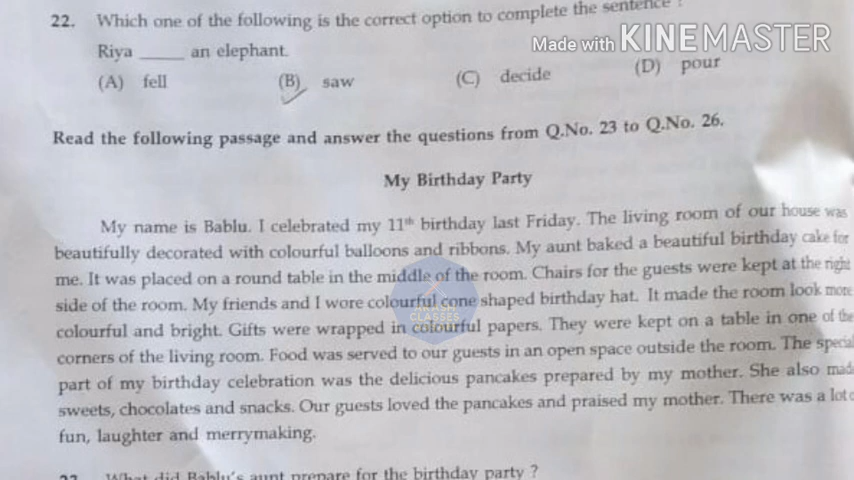 22. Which one of the following is the correct option to complete the sentence ?
Made with KINEMASTER
Riya _____ an elephant.
(A) fell (B) saw (C) decide (D) pour
Read the following passage and answer the questions from Q.No. 23 to Q.No. 26.
My Birthday Party
My name is Bablu. I celebrated my 11th birthday last Friday. The living room of our house was
beautifully decorated with colourful balloons and ribbons. My aunt baked a beautiful birthday cake for
me. It was placed on a round table in the middle of the room. Chairs for the guests were kept at the right
side of the room. My friends and I wore colourful cone shaped birthday hat. It made the room look more
colourful and bright. Gifts were wrapped in colourful papers. They were kept on a table in one of the
corners of the living room. Food was served to our guests in an open space outside the room. The special
part of my birthday celebration was the delicious pancakes prepared by my mother. She also mad
sweets, chocolates and snacks. Our guests loved the pancakes and praised my mother. There was a lot
fun, laughter and merrymaking.
CLASSES
What did Bablu's aunt prepare for the birthday party ?